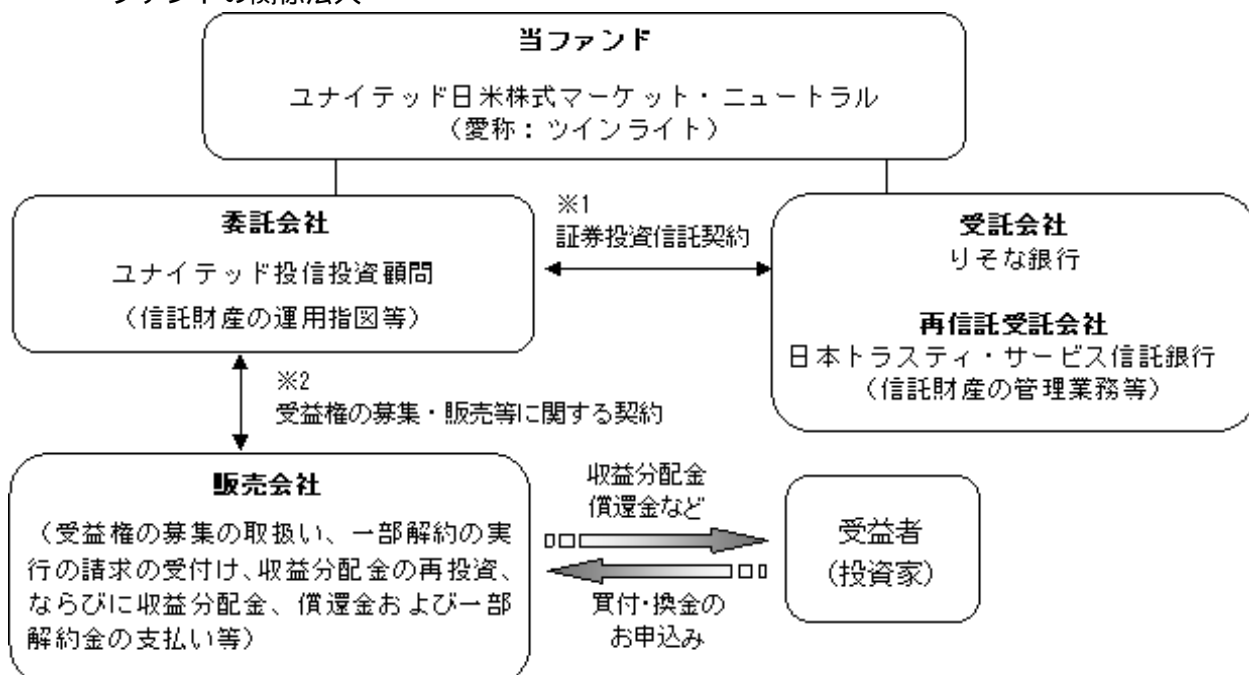 当ファンド
ユナイテッド日米株式マーケット・ニュートラル
（愛称：ツインライト）
委託会社
ユナイテッド投信投資顧問
（信託財産の運用指図等）
※1
証券投資信託契約
受託会社
りそな銀行
再信託受託会社
日本トラスティ・サービス信託銀行
（信託財産の管理業務等）
※2
受益権の募集・販売等に関する契約
販売会社
（受益権の募集の取扱い、一部解約の実
行の請求の受付け、収益分配金の再投資、
ならびに収益分配金、償還金および一部
解約金の支払い等）
収益分配金
償還金など
買付・換金の
お申込み
受益者
（投資家）